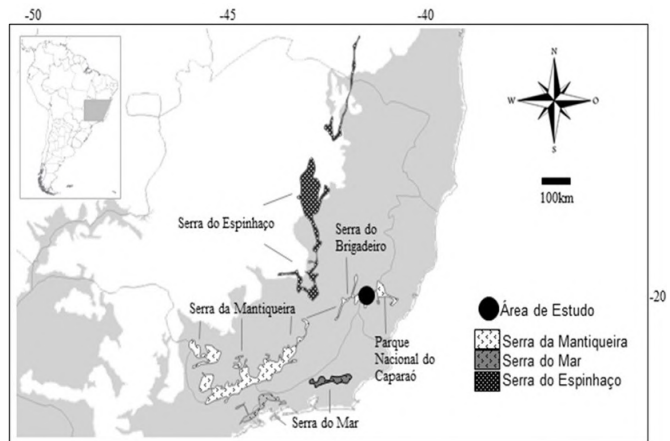 -50
-45
-40
N
W
O
S
100km
Serra do Espinhaço
Serra do
Brigadeiro
-20
Serra da Mantiqueira
Parque
Nacional do
Caparaó
Serra do Mar
Área de Estudo
Serra da Mantiqueira
Serra do Mar
Serra do Espinhaço